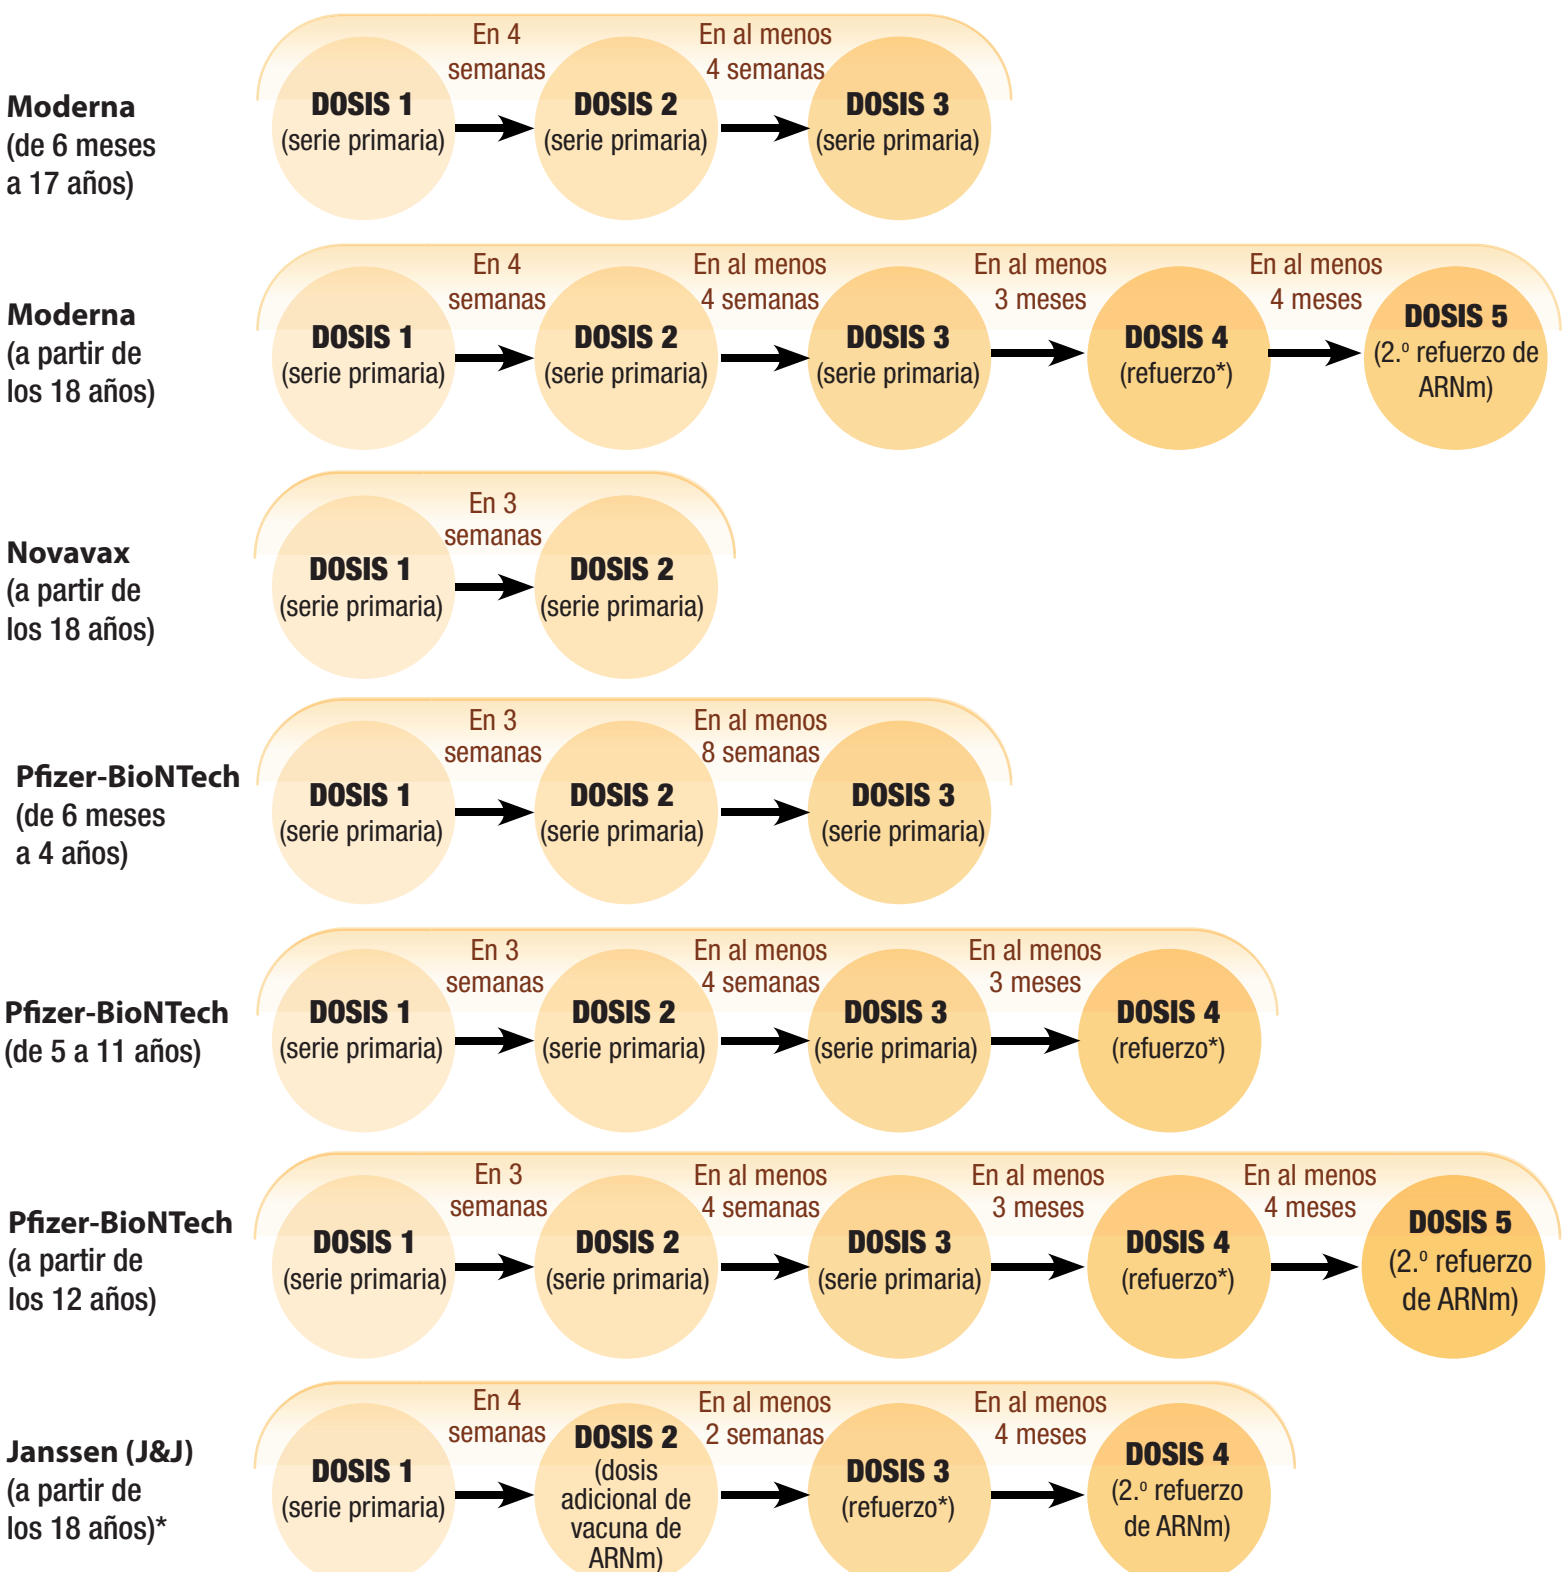 Moderna
(de 6 meses
a 17 años)
En 4
semanas
En al menos
4 semanas
DOSIS 1
(serie primaria)
DOSIS 2
(serie primaria)
DOSIS 3
(serie primaria)
Moderna
(a partir de
los 18 años)
En 4
semanas
En al menos
4 semanas
En al menos
3 meses
En al menos
4 meses
DOSIS 1
(serie primaria)
DOSIS 2
(serie primaria)
DOSIS 3
(serie primaria)
DOSIS 4
(refuerzo*)
DOSIS 5
(2.º refuerzo de
ARNm)
Novavax
(a partir de
los 18 años)
En 3
semanas
DOSIS 1
(serie primaria)
DOSIS 2
(serie primaria)
Pfizer-BioNTech
(de 6 meses
a 4 años)
En 3
semanas
En al menos
8 semanas
DOSIS 1
(serie primaria)
DOSIS 2
(serie primaria)
DOSIS 3
(serie primaria)
Pfizer-BioNTech
(de 5 a 11 años)
En 3
semanas
En al menos
4 semanas
En al menos
3 meses
DOSIS 1
(serie primaria)
DOSIS 2
(serie primaria)
DOSIS 3
(serie primaria)
DOSIS 4
(refuerzo*)
Pfizer-BioNTech
(a partir de
los 12 años)
En 3
semanas
En al menos
4 semanas
En al menos
3 meses
En al menos
4 meses
DOSIS 1
(serie primaria)
DOSIS 2
(serie primaria)
DOSIS 3
(serie primaria)
DOSIS 4
(refuerzo*)
DOSIS 5
(2.º refuerzo
de ARNm)
Janssen (J&J)
(a partir de
los 18 años)*
En 4
semanas
En al menos
2 semanas
En al menos
4 meses
DOSIS 1
(serie primaria)
DOSIS 2
(dosis
adicional de
vacuna de
ARNm)
DOSIS 3
(refuerzo*)
DOSIS 4
(2.º refuerzo
de ARNm)